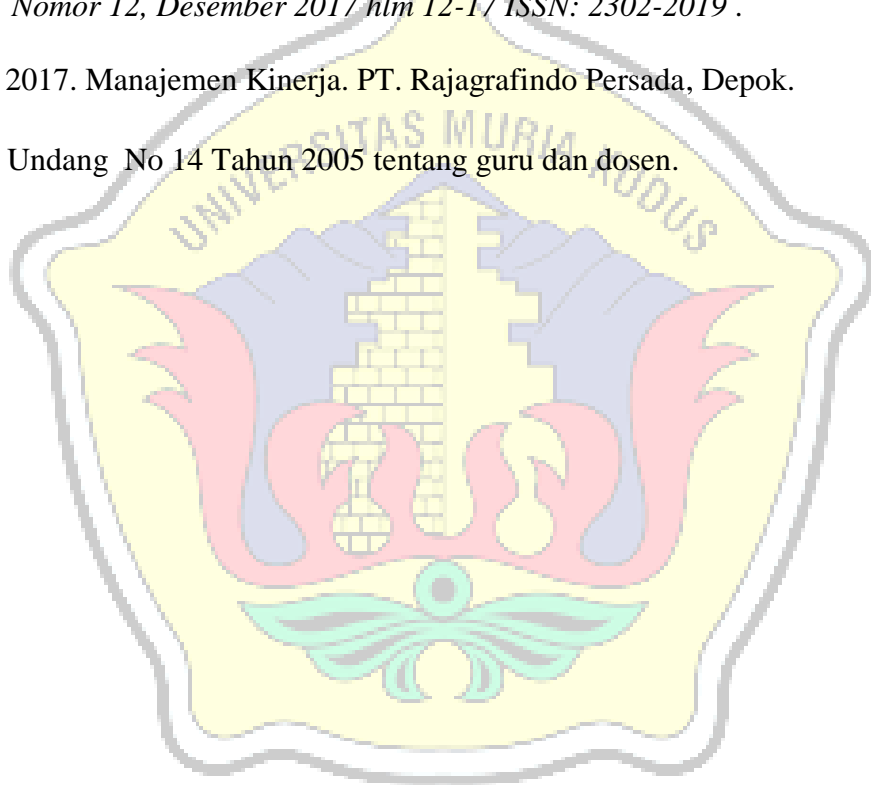 Nomor 12, Desember 2017 hlm 12-17 ISSN: 2302-2019 .
2017. Manajemen Kinerja. PT. Rajagrafindo Persada, Depok.
Undang No 14 Tahun 2005 tentang guru dan dosen.
UNIVERSITAS MURIA KUDUS